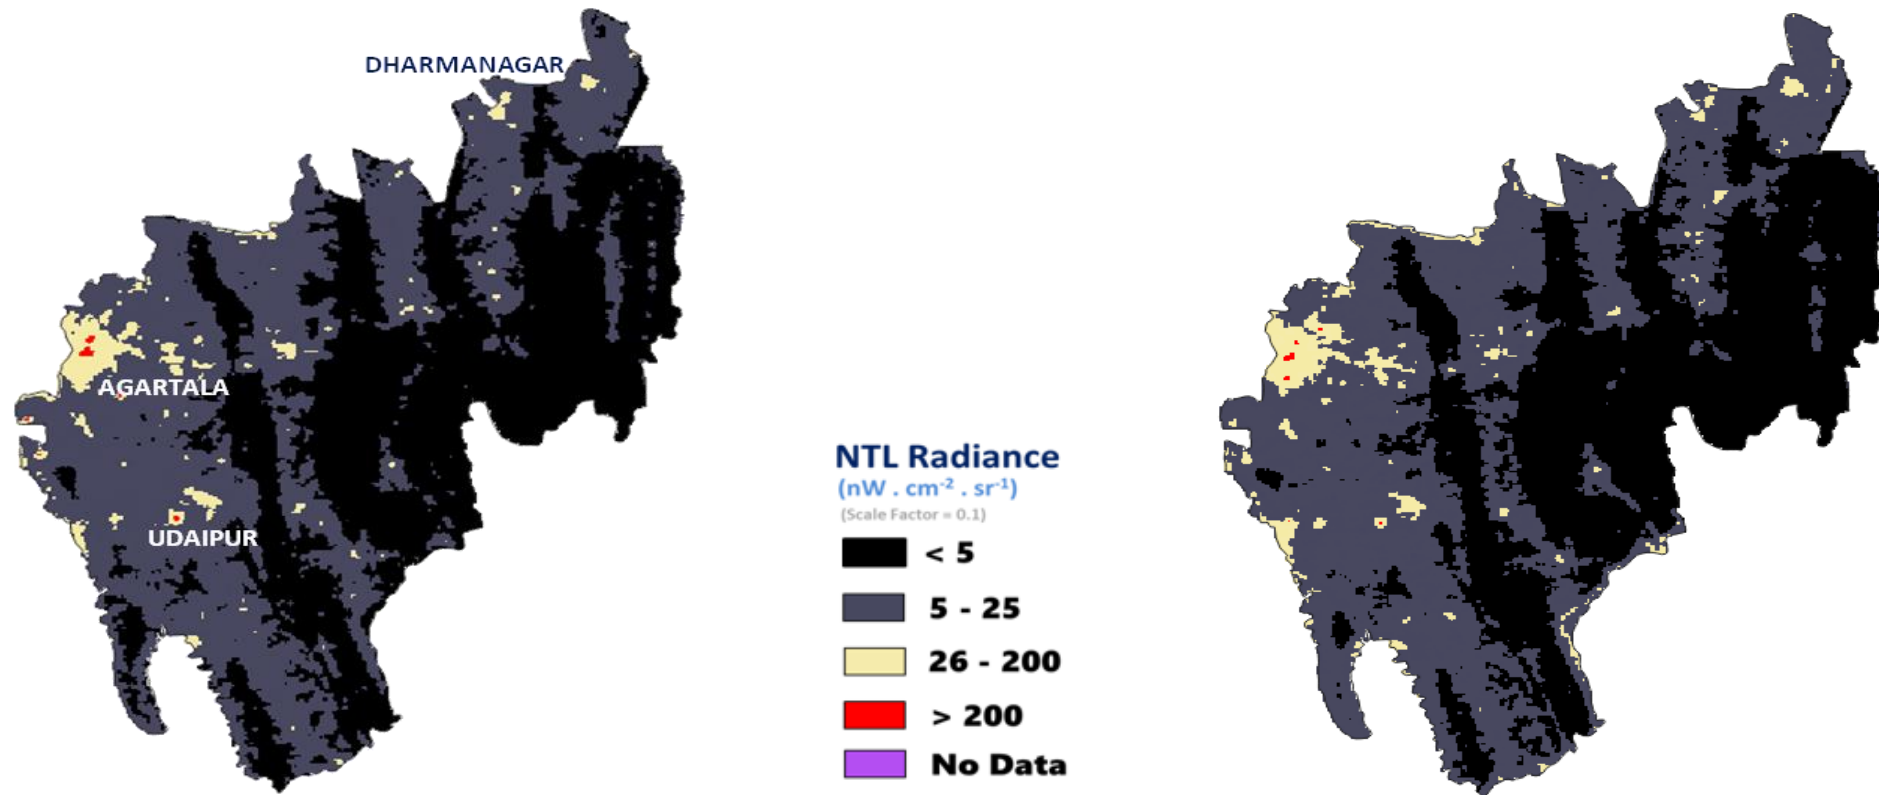 DHARMANAGAR
AGARTALA
UDAIPUR
NTL Radiance
(nW . cm⁻² . sr⁻¹)
(Scale Factor = 0.1)
< 5
5 - 25
26 - 200
> 200
No Data